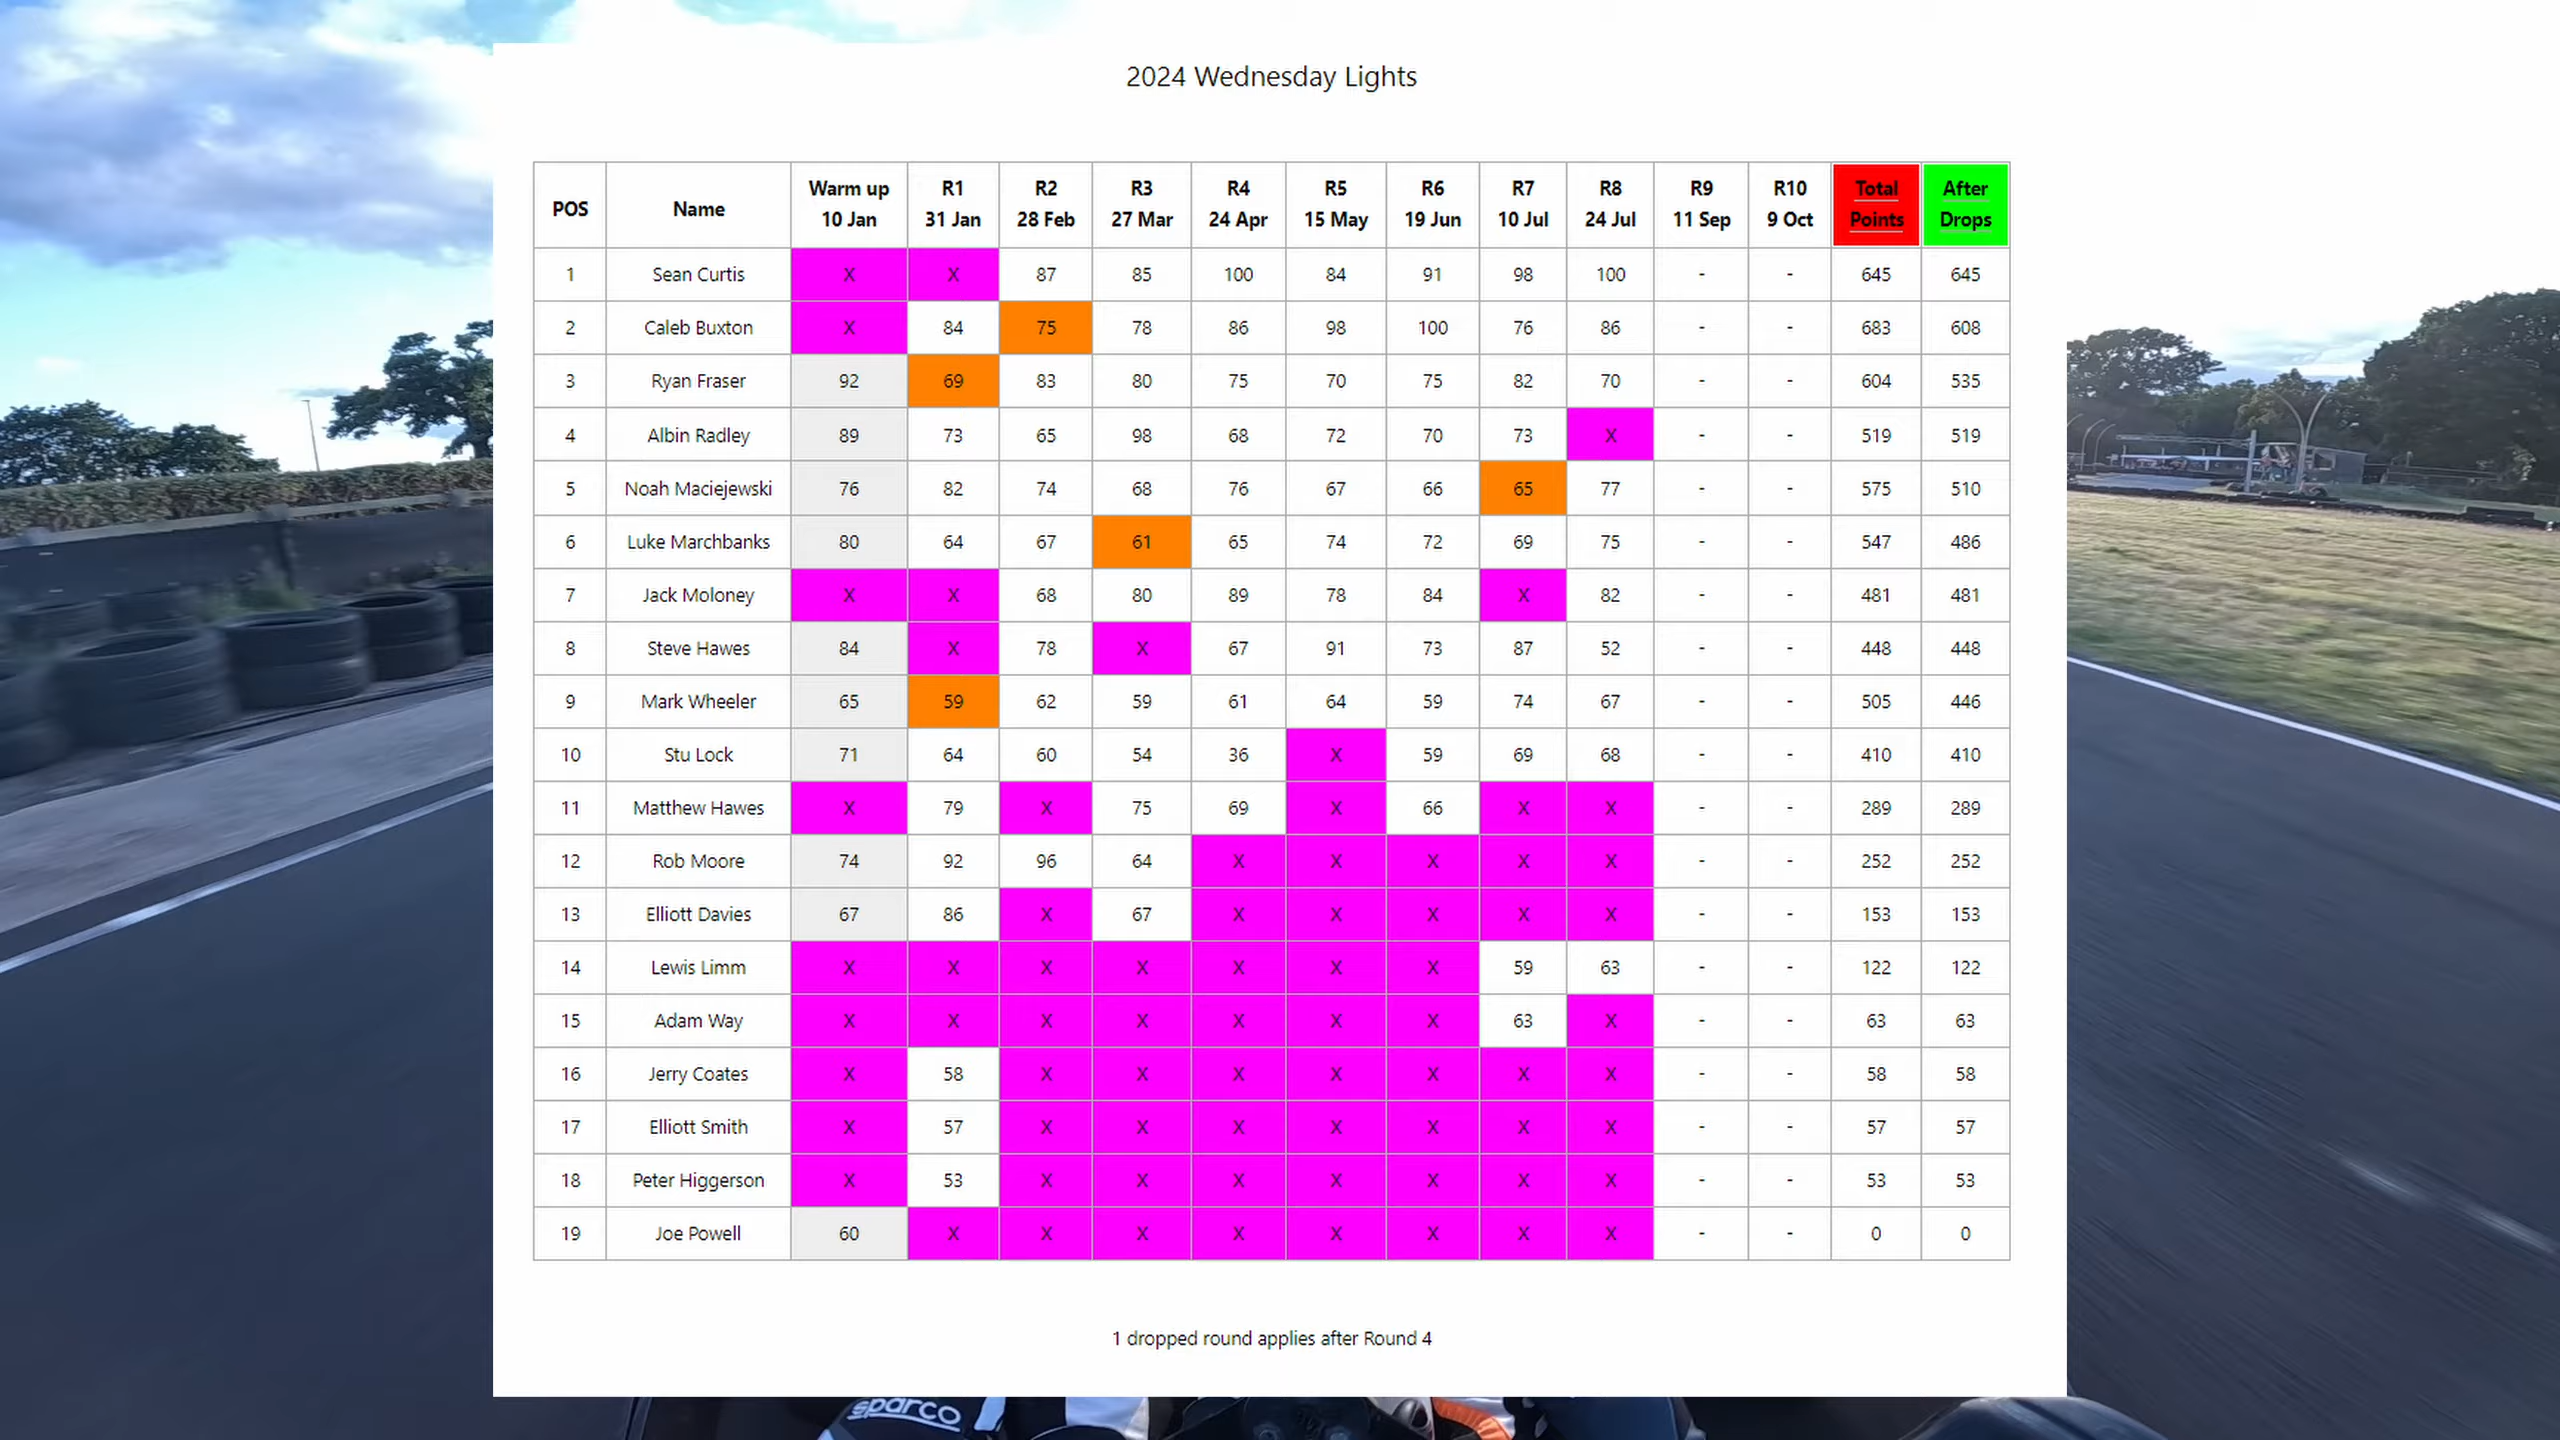 2024 Wednesday Lights
POS Name Warm up 10 Jan R1 31 Jan R2 28 Feb R3 27 Mar R4 24 Apr R5 15 May R6 19 Jun R7 10 Jul R8 24 Jul R9 11 Sep R10 9 Oct Total Points After Drops
1 Sean Curtis X X 87 85 100 84 91 98 100 - - 645 645
2 Caleb Buxton X 84 75 78 86 98 100 76 86 - - 683 608
3 Ryan Fraser 92 69 83 80 75 70 75 82 70 - - 604 535
4 Albin Radley 89 73 65 98 68 72 70 73 X - - 519 519
5 Noah Maciejewski 76 82 74 68 76 67 66 65 77 - - 575 510
6 Luke Marchbanks 80 64 67 61 65 74 72 69 75 - - 547 486
7 Jack Moloney X X 68 80 89 78 84 X 82 - - 481 481
8 Steve Hawes 84 X 78 X 67 91 73 87 52 - - 448 448
9 Mark Wheeler 65 59 62 59 61 64 59 74 67 - - 505 446
10 Stu Lock 71 64 60 54 36 X 59 69 68 - - 410 410
11 Matthew Hawes X 79 X 75 69 X 66 X X - - 289 289
12 Rob Moore 74 92 96 64 X X X X X - - 252 252
13 Elliott Davies 67 86 X 67 X X X X X - - 153 153
14 Lewis Limm X X X X X X X 59 63 - - 122 122
15 Adam Way X X X X X X X 63 X - - 63 63
16 Jerry Coates X 58 X X X X X X X - - 58 58
17 Elliott Smith X 57 X X X X X X X - - 57 57
18 Peter Higgerson X 53 X X X X X X X - - 53 53
19 Joe Powell 60 X X X X X X X X - - 0 0
1 dropped round applies after Round 4
sparco